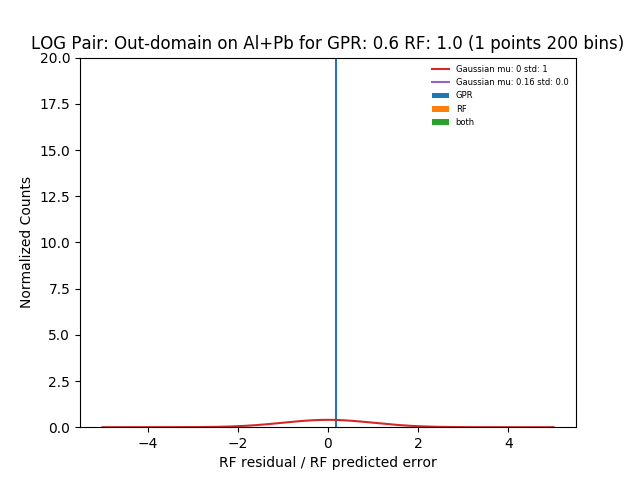 LOG Pair: Out-domain on Al+Pb for GPR: 0.6 RF: 1.0 (1 points 200 bins)
20.0
17.5
15.0
12.5
10.0
7.5
5.0
2.5
0.0
Normalized Counts
Gaussian mu: 0 std: 1
Gaussian mu: 0.16 std: 0.0
GPR
RF
both
−4
−2
0
2
4
RF residual / RF predicted error